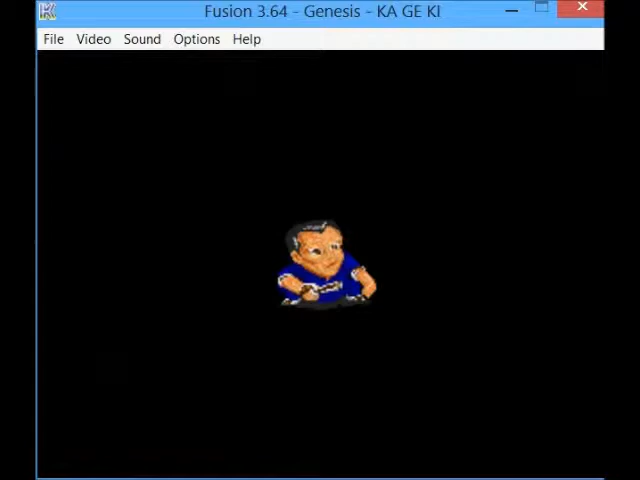 Fusion 3.64 - Genesis - KA GE KI
File Video Sound Options Help